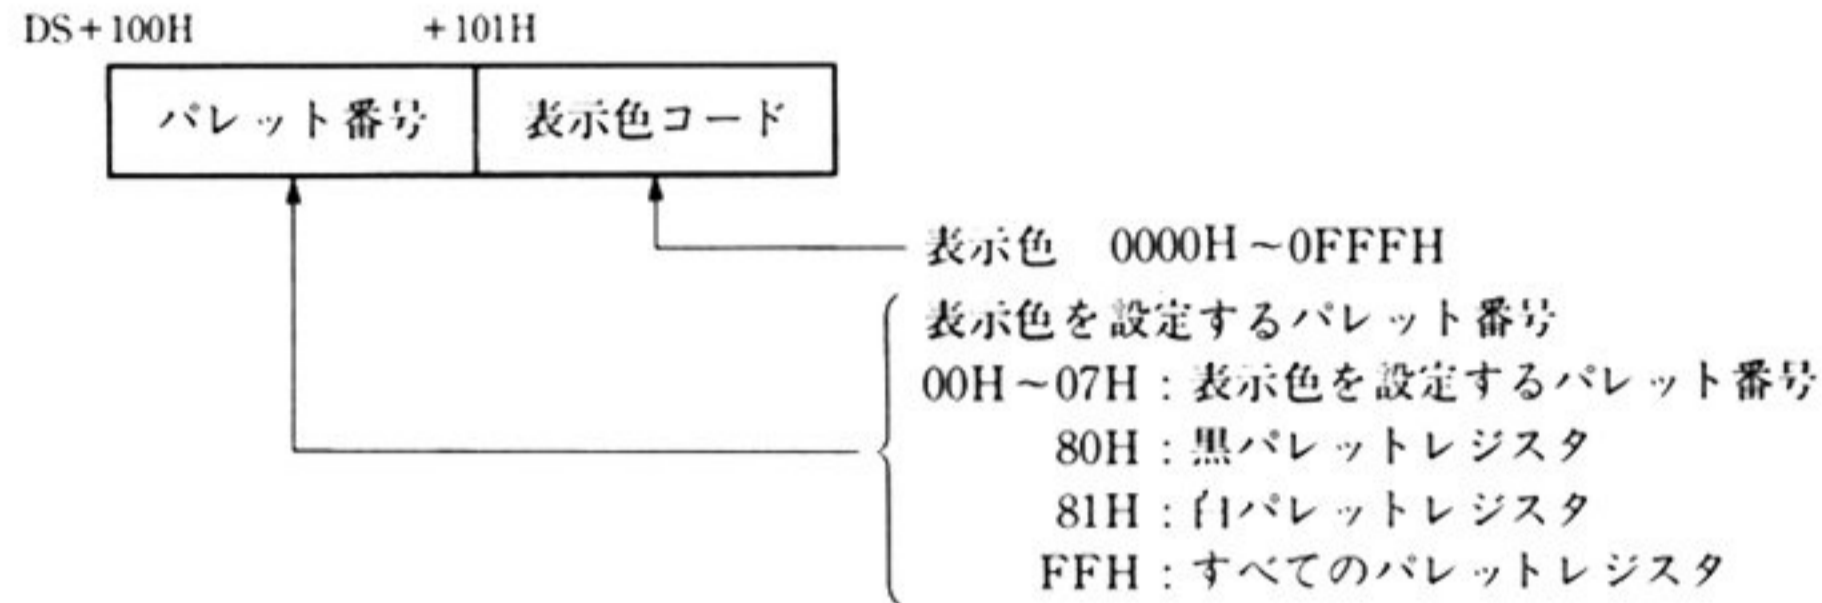 DS+100H +101H
パレット番号 表示色コード
表示色 0000H~0FFFH
表示色を設定するパレット番号
00H~07H:表示色を設定するパレット番号
80H:黒パレットレジスタ
81H:白パレットレジスタ
FFH:すべてのパレットレジスタ